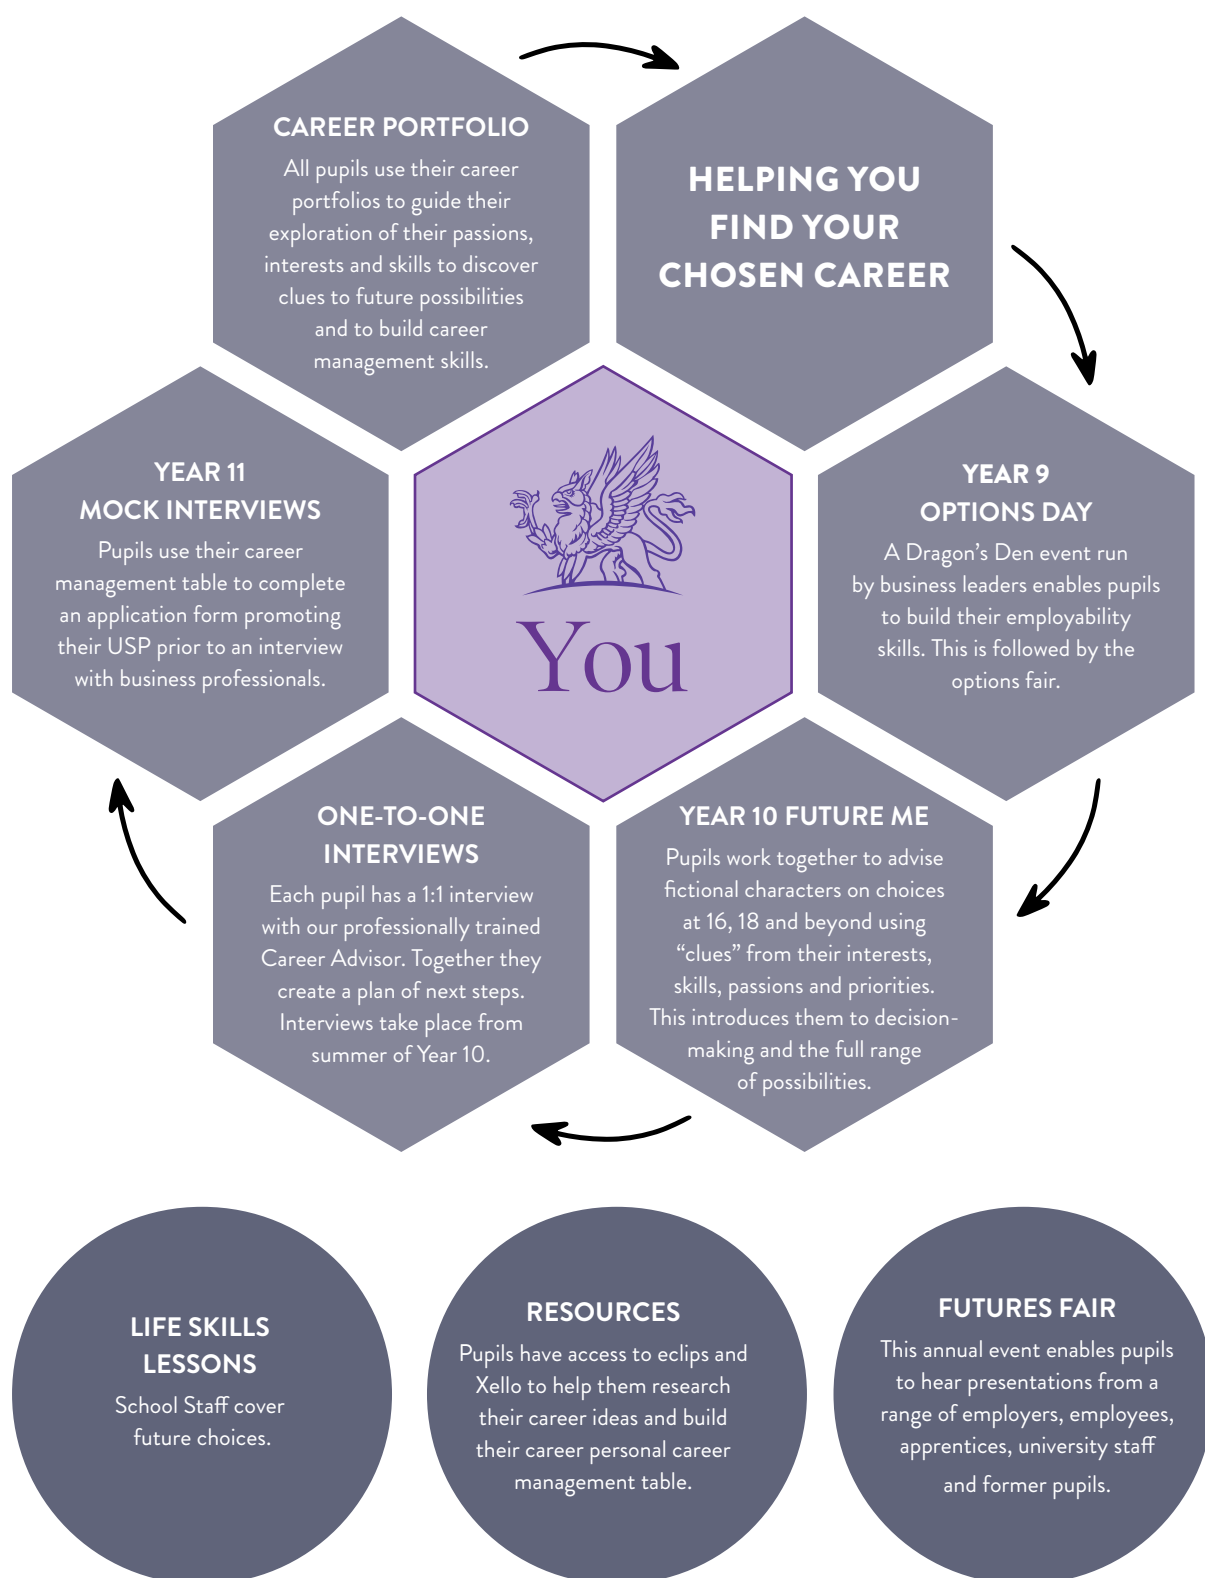 CAREER PORTFOLIO
All pupils use their career
portfolios to guide their
exploration of their passions,
interests and skills to discover
clues to future possibilities
and to build career
management skills.
HELPING YOU
FIND YOUR
CHOSEN CAREER
YEAR 11
MOCK INTERVIEWS
Pupils use their career
management table to complete
an application form promoting
their USP prior to an interview
with business professionals.
You
YEAR 9
OPTIONS DAY
A Dragon’s Den event run
by business leaders enables pupils
to build their employability
skills. This is followed by the
options fair.
ONE-TO-ONE
INTERVIEWS
Each pupil has a 1:1 interview
with our professionally trained
Career Advisor. Together they
create a plan of next steps.
Interviews take place from
summer of Year 10.
YEAR 10 FUTURE ME
Pupils work together to advise
fictional characters on choices
at 16, 18 and beyond using
“clues” from their interests,
skills, passions and priorities.
This introduces them to decision-
making and the full range
of possibilities.
LIFE SKILLS
LESSONS
School Staff cover
future choices.
RESOURCES
Pupils have access to eclips and
Xello to help them research
their career ideas and build
their career personal career
management table.
FUTURES FAIR
This annual event enables pupils
to hear presentations from a
range of employers, employees,
apprentices, university staff
and former pupils.